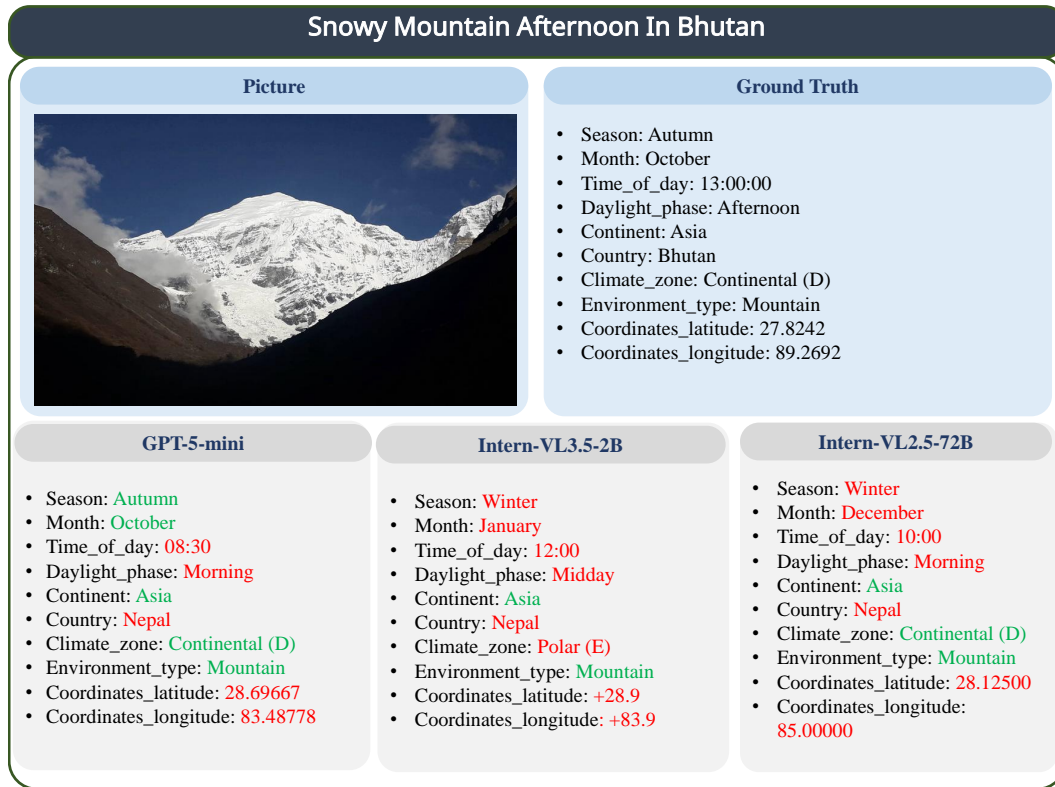 Snowy Mountain Afternoon In Bhutan
Picture
Ground Truth
• Season: Autumn
• Month: October
• Time_of_day: 13:00:00
• Daylight_phase: Afternoon
• Continent: Asia
• Country: Bhutan
• Climate_zone: Continental (D)
• Environment_type: Mountain
• Coordinates_latitude: 27.8242
• Coordinates_longitude: 89.2692
GPT-5-mini
• Season: Autumn
• Month: October
• Time_of_day: 08:30
• Daylight_phase: Morning
• Continent: Asia
• Country: Nepal
• Climate_zone: Continental (D)
• Environment_type: Mountain
• Coordinates_latitude: 28.69667
• Coordinates_longitude: 83.48778
Intern-VL3.5-2B
• Season: Winter
• Month: January
• Time_of_day: 12:00
• Daylight_phase: Midday
• Continent: Asia
• Country: Nepal
• Climate_zone: Polar (E)
• Environment_type: Mountain
• Coordinates_latitude: +28.9
• Coordinates_longitude: +83.9
Intern-VL2.5-72B
• Season: Winter
• Month: December
• Time_of_day: 10:00
• Daylight_phase: Morning
• Continent: Asia
• Country: Nepal
• Climate_zone: Continental (D)
• Environment_type: Mountain
• Coordinates_latitude: 28.12500
• Coordinates_longitude:
85.00000